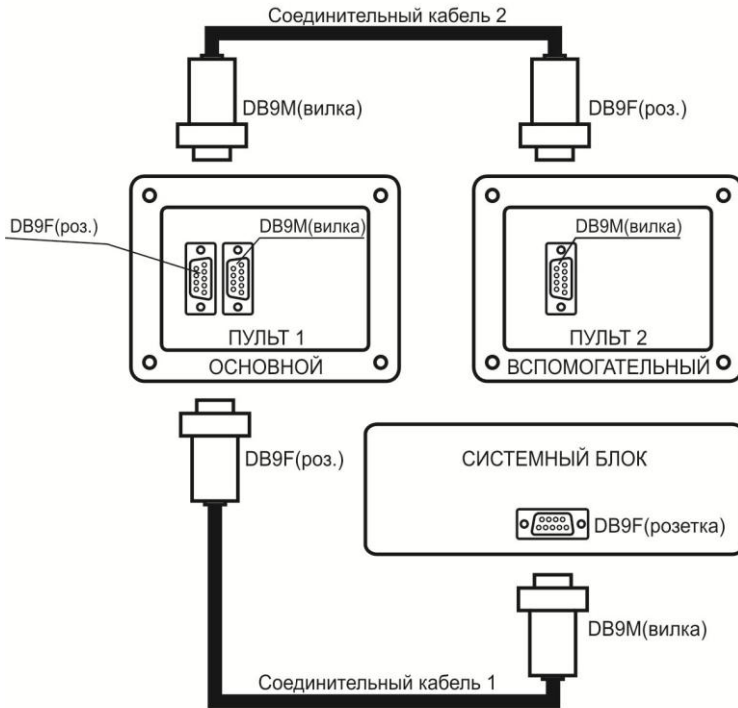 Соединительный кабель 2
DB9M(вилка)
DB9F(роз.)
DB9F(роз.)
DB9M(вилка)
DB9M(вилка)
ПУЛЬТ 1
ОСНОВНОЙ
ПУЛЬТ 2
ВСПОМОГАТЕЛЬНЫЙ
DB9F(роз.)
СИСТЕМНЫЙ БЛОК
DB9F(розетка)
DB9M(вилка)
Соединительный кабель 1